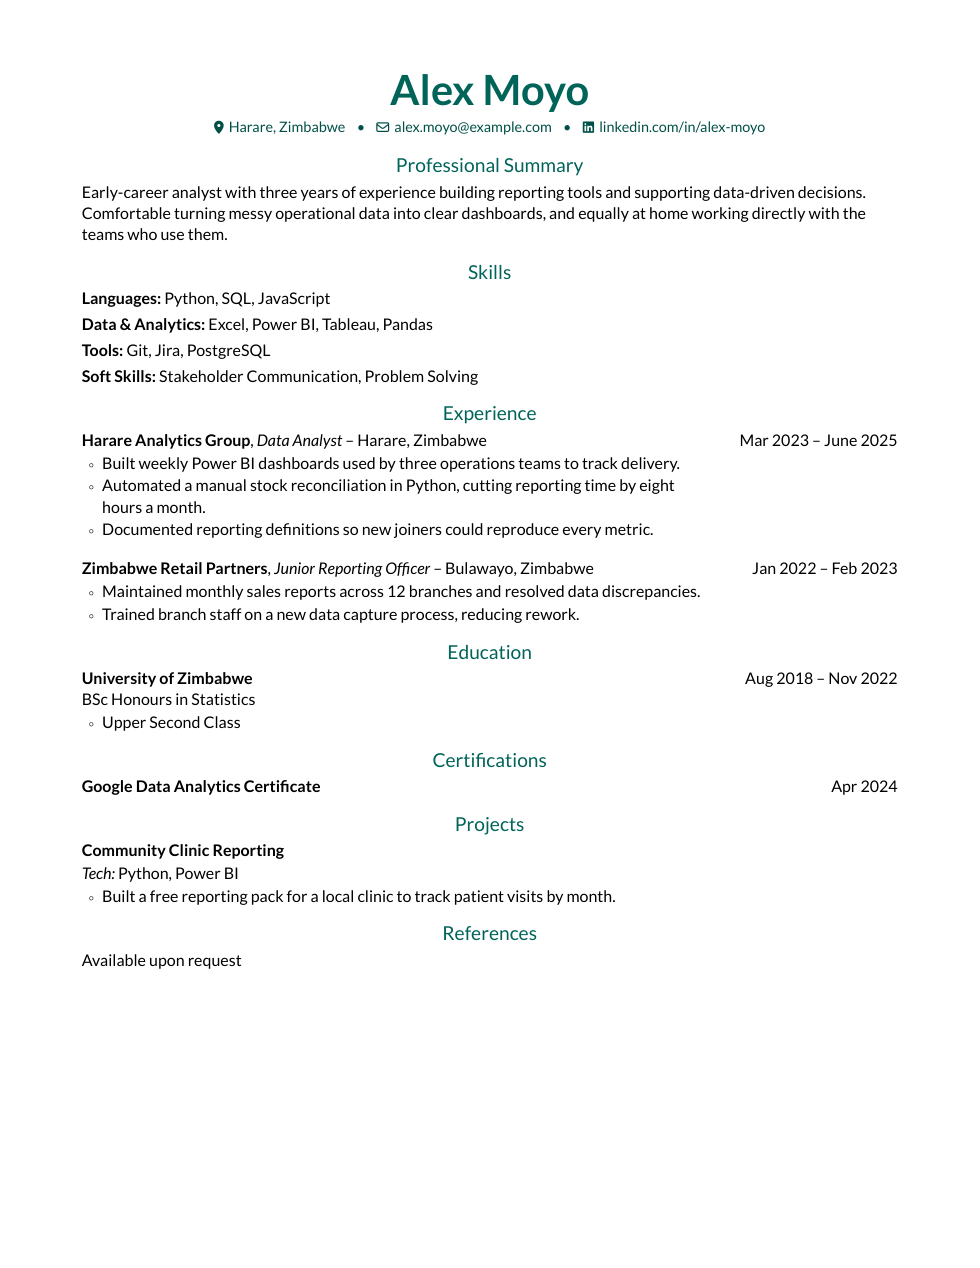 Alex Moyo
Harare, Zimbabwe • alex.moyo@example.com • linkedin.com/in/alex-moyo
Professional Summary
Early-career analyst with three years of experience building reporting tools and supporting data-driven decisions.
Comfortable turning messy operational data into clear dashboards, and equally at home working directly with the
teams who use them.
Skills
Languages: Python, SQL, JavaScript
Data & Analytics: Excel, Power BI, Tableau, Pandas
Tools: Git, Jira, PostgreSQL
Soft Skills: Stakeholder Communication, Problem Solving
Experience
Harare Analytics Group, Data Analyst – Harare, Zimbabwe Mar 2023 – June 2025
◦ Built weekly Power BI dashboards used by three operations teams to track delivery.
◦ Automated a manual stock reconciliation in Python, cutting reporting time by eight
hours a month.
◦ Documented reporting definitions so new joiners could reproduce every metric.
Zimbabwe Retail Partners, Junior Reporting Officer – Bulawayo, Zimbabwe Jan 2022 – Feb 2023
◦ Maintained monthly sales reports across 12 branches and resolved data discrepancies.
◦ Trained branch staff on a new data capture process, reducing rework.
Education
University of Zimbabwe Aug 2018 – Nov 2022
BSc Honours in Statistics
◦ Upper Second Class
Certifications
Google Data Analytics Certificate Apr 2024
Projects
Community Clinic Reporting
Tech: Python, Power BI
◦ Built a free reporting pack for a local clinic to track patient visits by month.
References
Available upon request